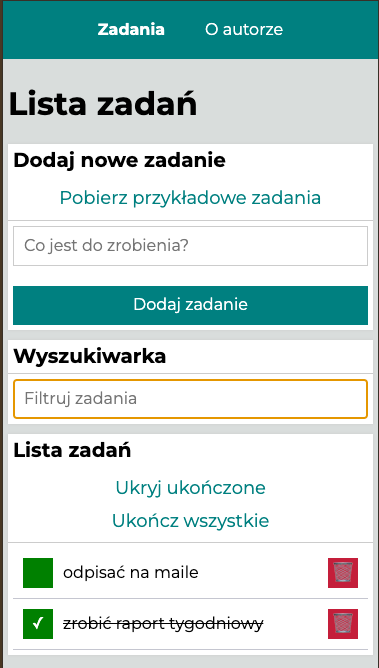 Zadania O autorze
Lista zadań
Dodaj nowe zadanie
Pobierz przykładowe zadania
Co jest do zrobienia?
Dodaj zadanie
Wyszukiwarka
Filtruj zadania
Lista zadań
Ukryj ukończone
Ukończ wszystkie
odpisać na maile
✓ zrobić raport tygodniowy